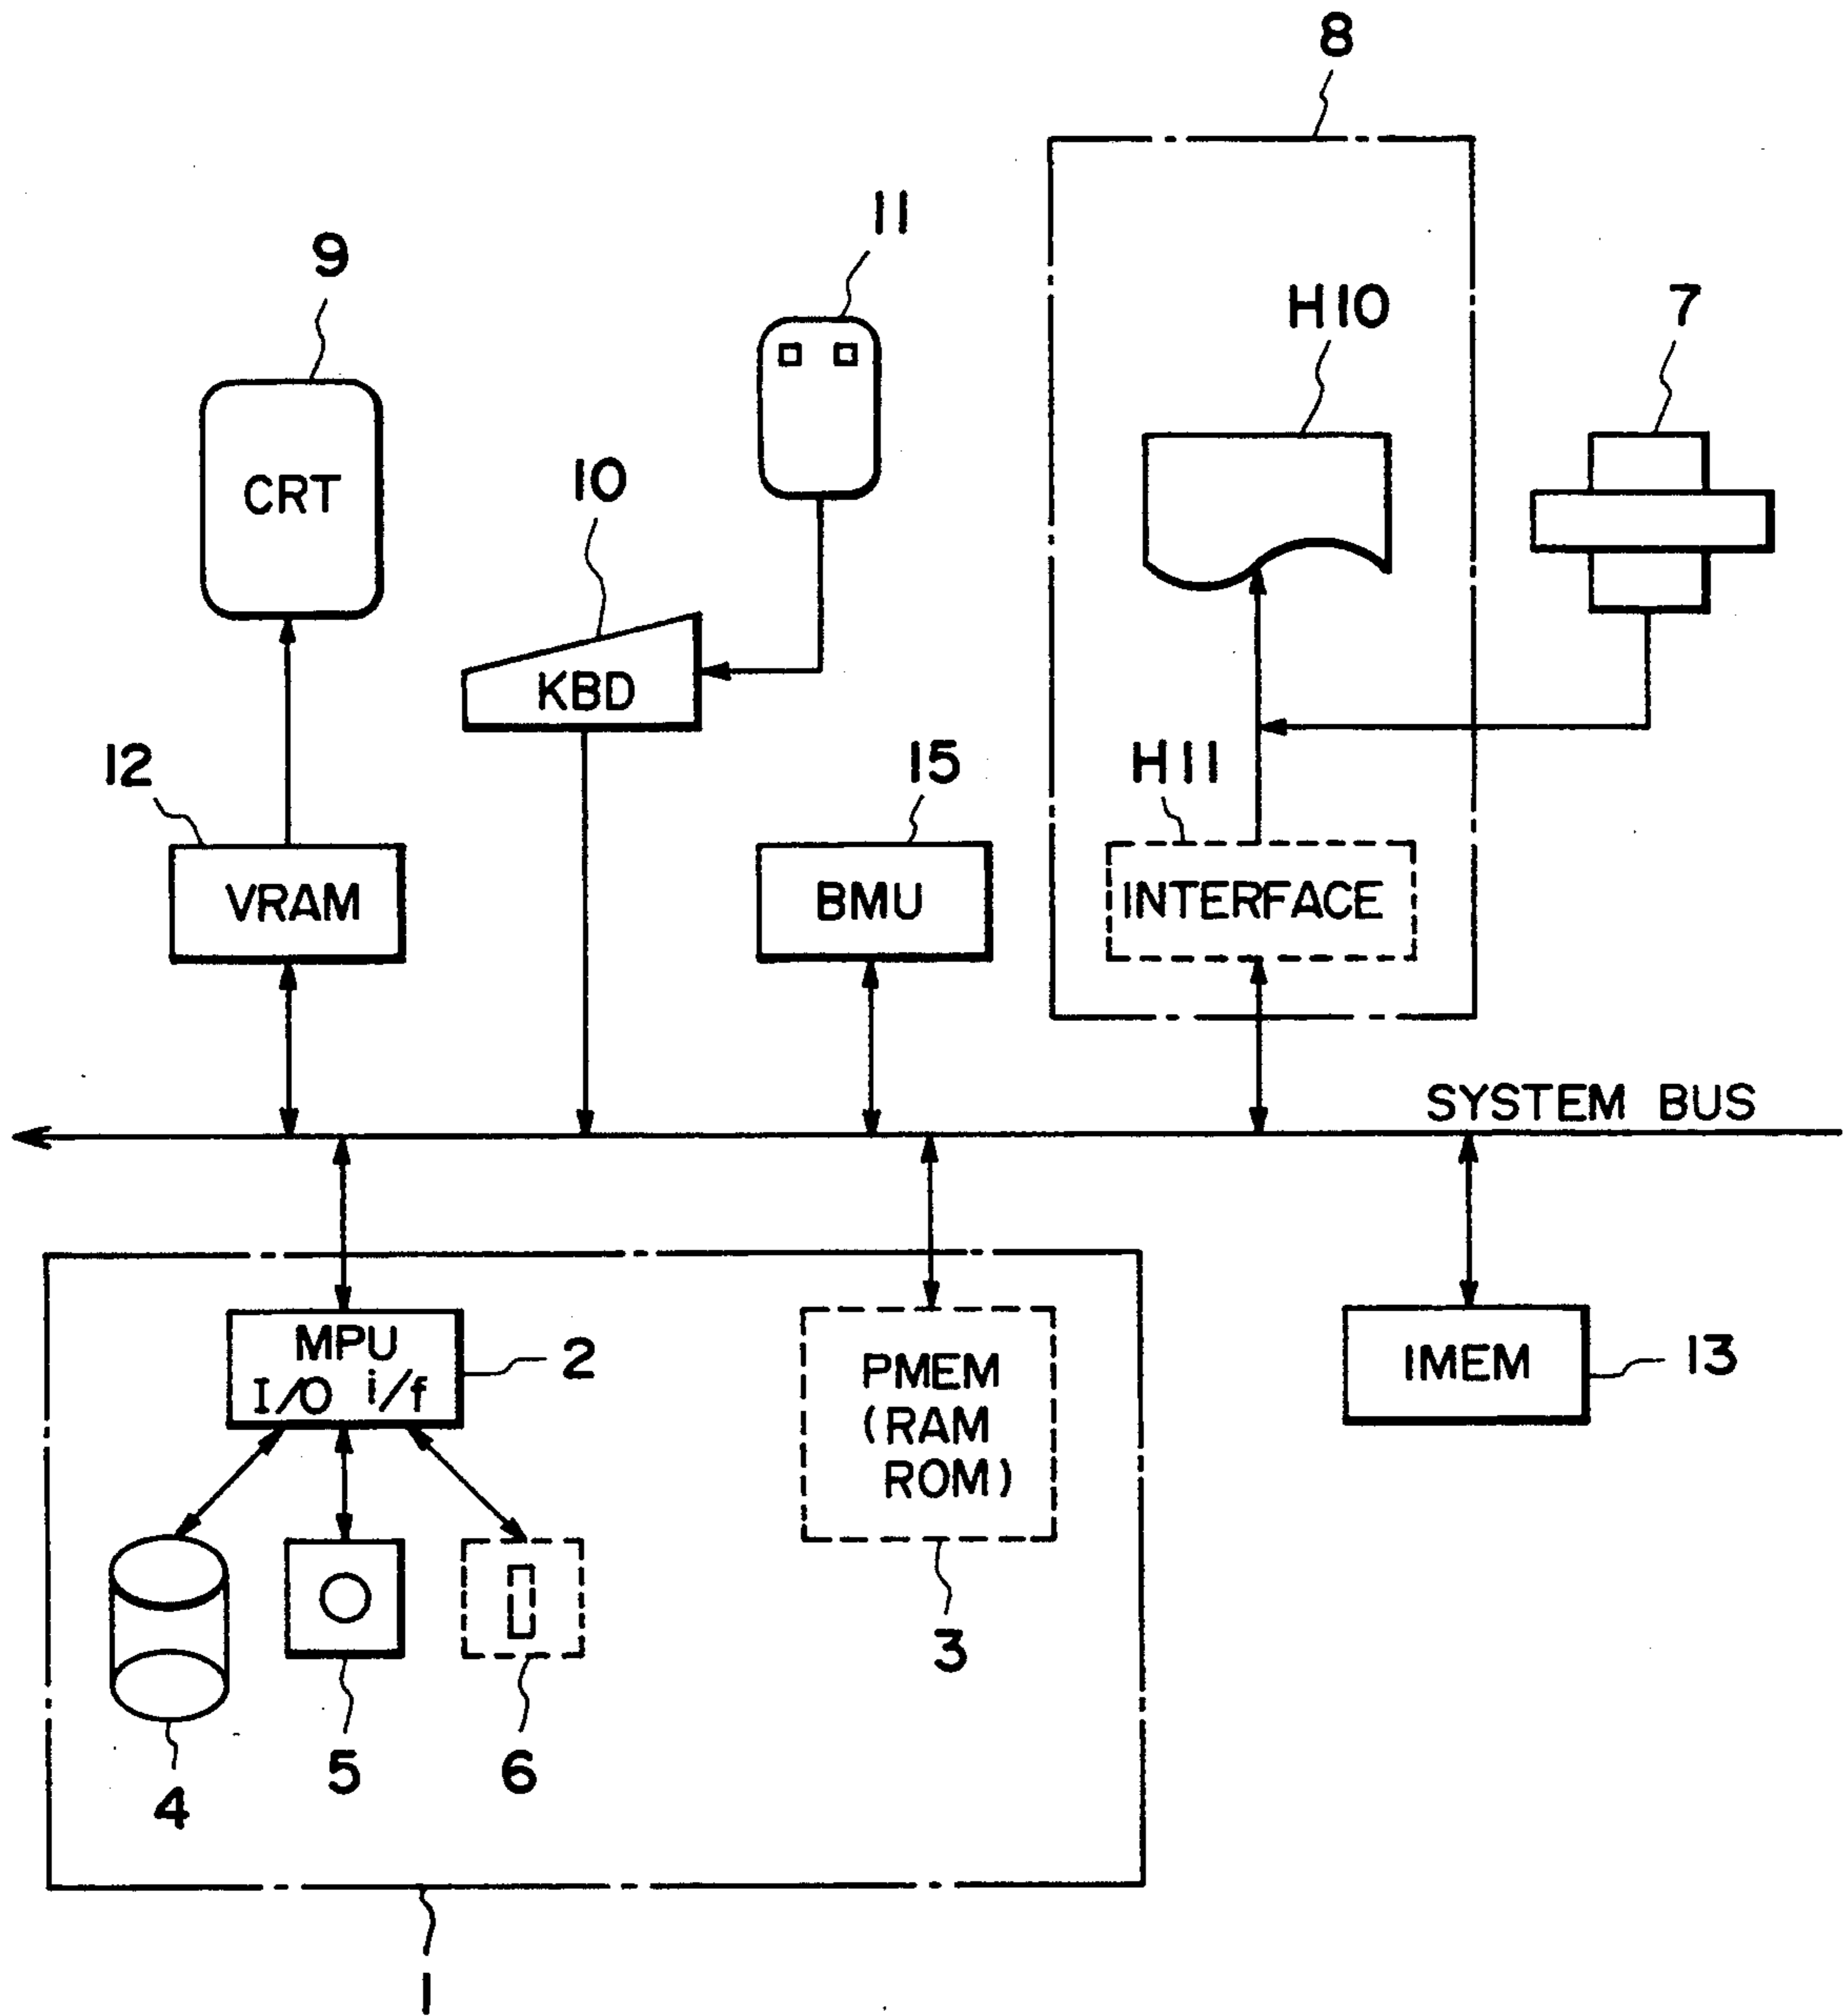 8
11
9
H10
7
CRT
10
KBD
12
15
H11
VRAM
BMU
INTERFACE
SYSTEM BUS
MPU
I/O i/f
2
PMEM
(RAM
ROM)
IMEM
13
3
4
5
6
1